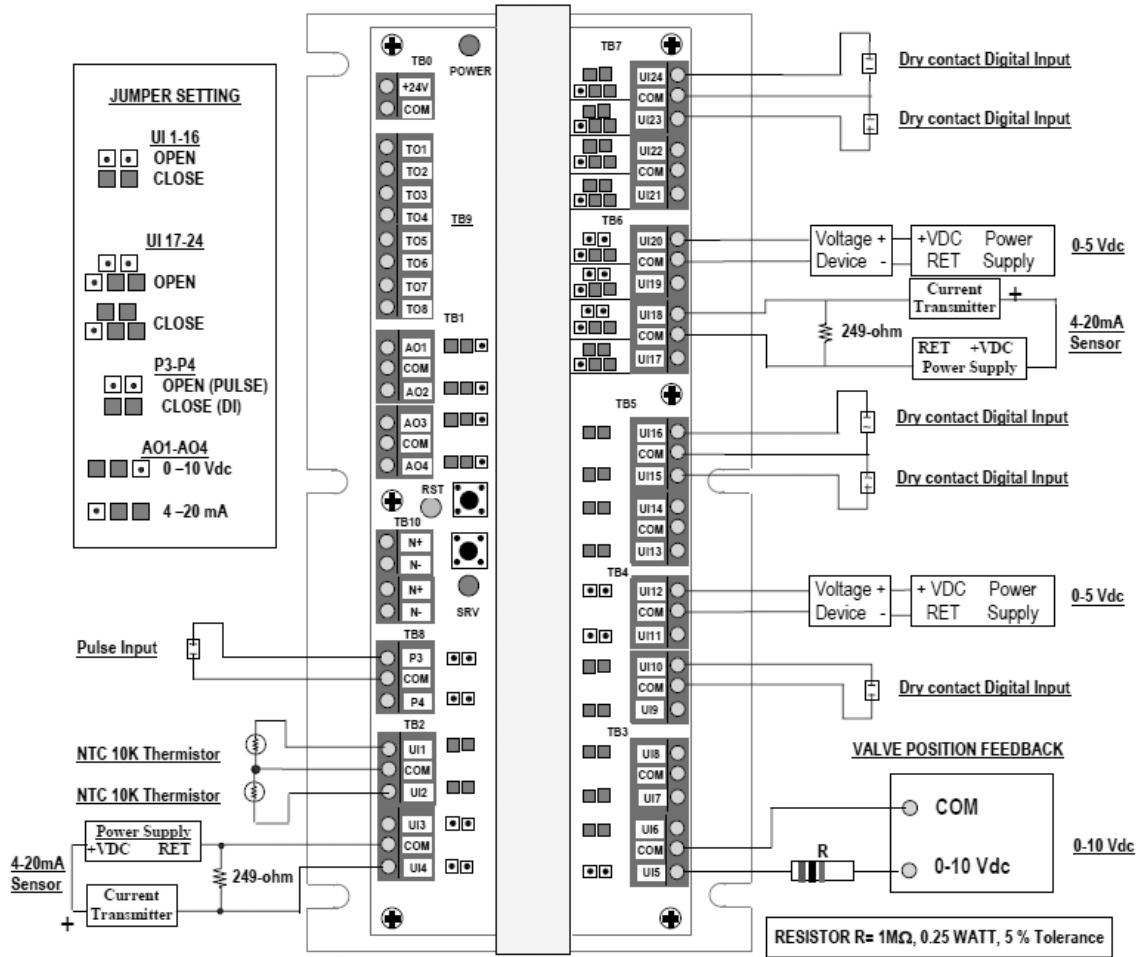 JUMPER SETTING
UI 1-16
OPEN
CLOSE
UI 17-24
OPEN
CLOSE
P3-P4
OPEN (PULSE)
CLOSE (DI)
AO1-AO4
0 –10 Vdc
4 –20 mA
Pulse Input
NTC 10K Thermistor
NTC 10K Thermistor
Power Supply
+VDC RET
4-20mA
Sensor
249-ohm
Current
Transmitter
+
TB0
POWER
+24V
COM
TO1
TO2
TO3
TO4
TB9
TO5
TO6
TO7
TO8
TB1
AO1
COM
AO2
AO3
COM
AO4
RST
TB10
N+
N-
N+
N-
SRV
TB8
P3
COM
P4
TB2
UI1
COM
UI2
UI3
COM
UI4
TB7
UI24
COM
UI23
UI22
COM
UI21
TB6
UI20
COM
UI19
UI18
COM
UI17
TB5
UI16
COM
UI15
UI14
COM
UI13
TB4
UI12
COM
UI11
UI10
COM
UI9
TB3
UI8
COM
UI7
UI6
COM
UI5
Dry contact Digital Input
Dry contact Digital Input
Voltage +
Device -
+VDC Power
RET Supply
0-5 Vdc
Current
Transmitter
+
249-ohm
4-20mA
Sensor
RET +VDC
Power Supply
Dry contact Digital Input
Dry contact Digital Input
Voltage +
Device -
+ VDC Power
RET Supply
0-5 Vdc
Dry contact Digital Input
VALVE POSITION FEEDBACK
COM
0-10 Vdc
0-10 Vdc
R
RESISTOR R= 1MΩ, 0.25 WATT, 5 % Tolerance